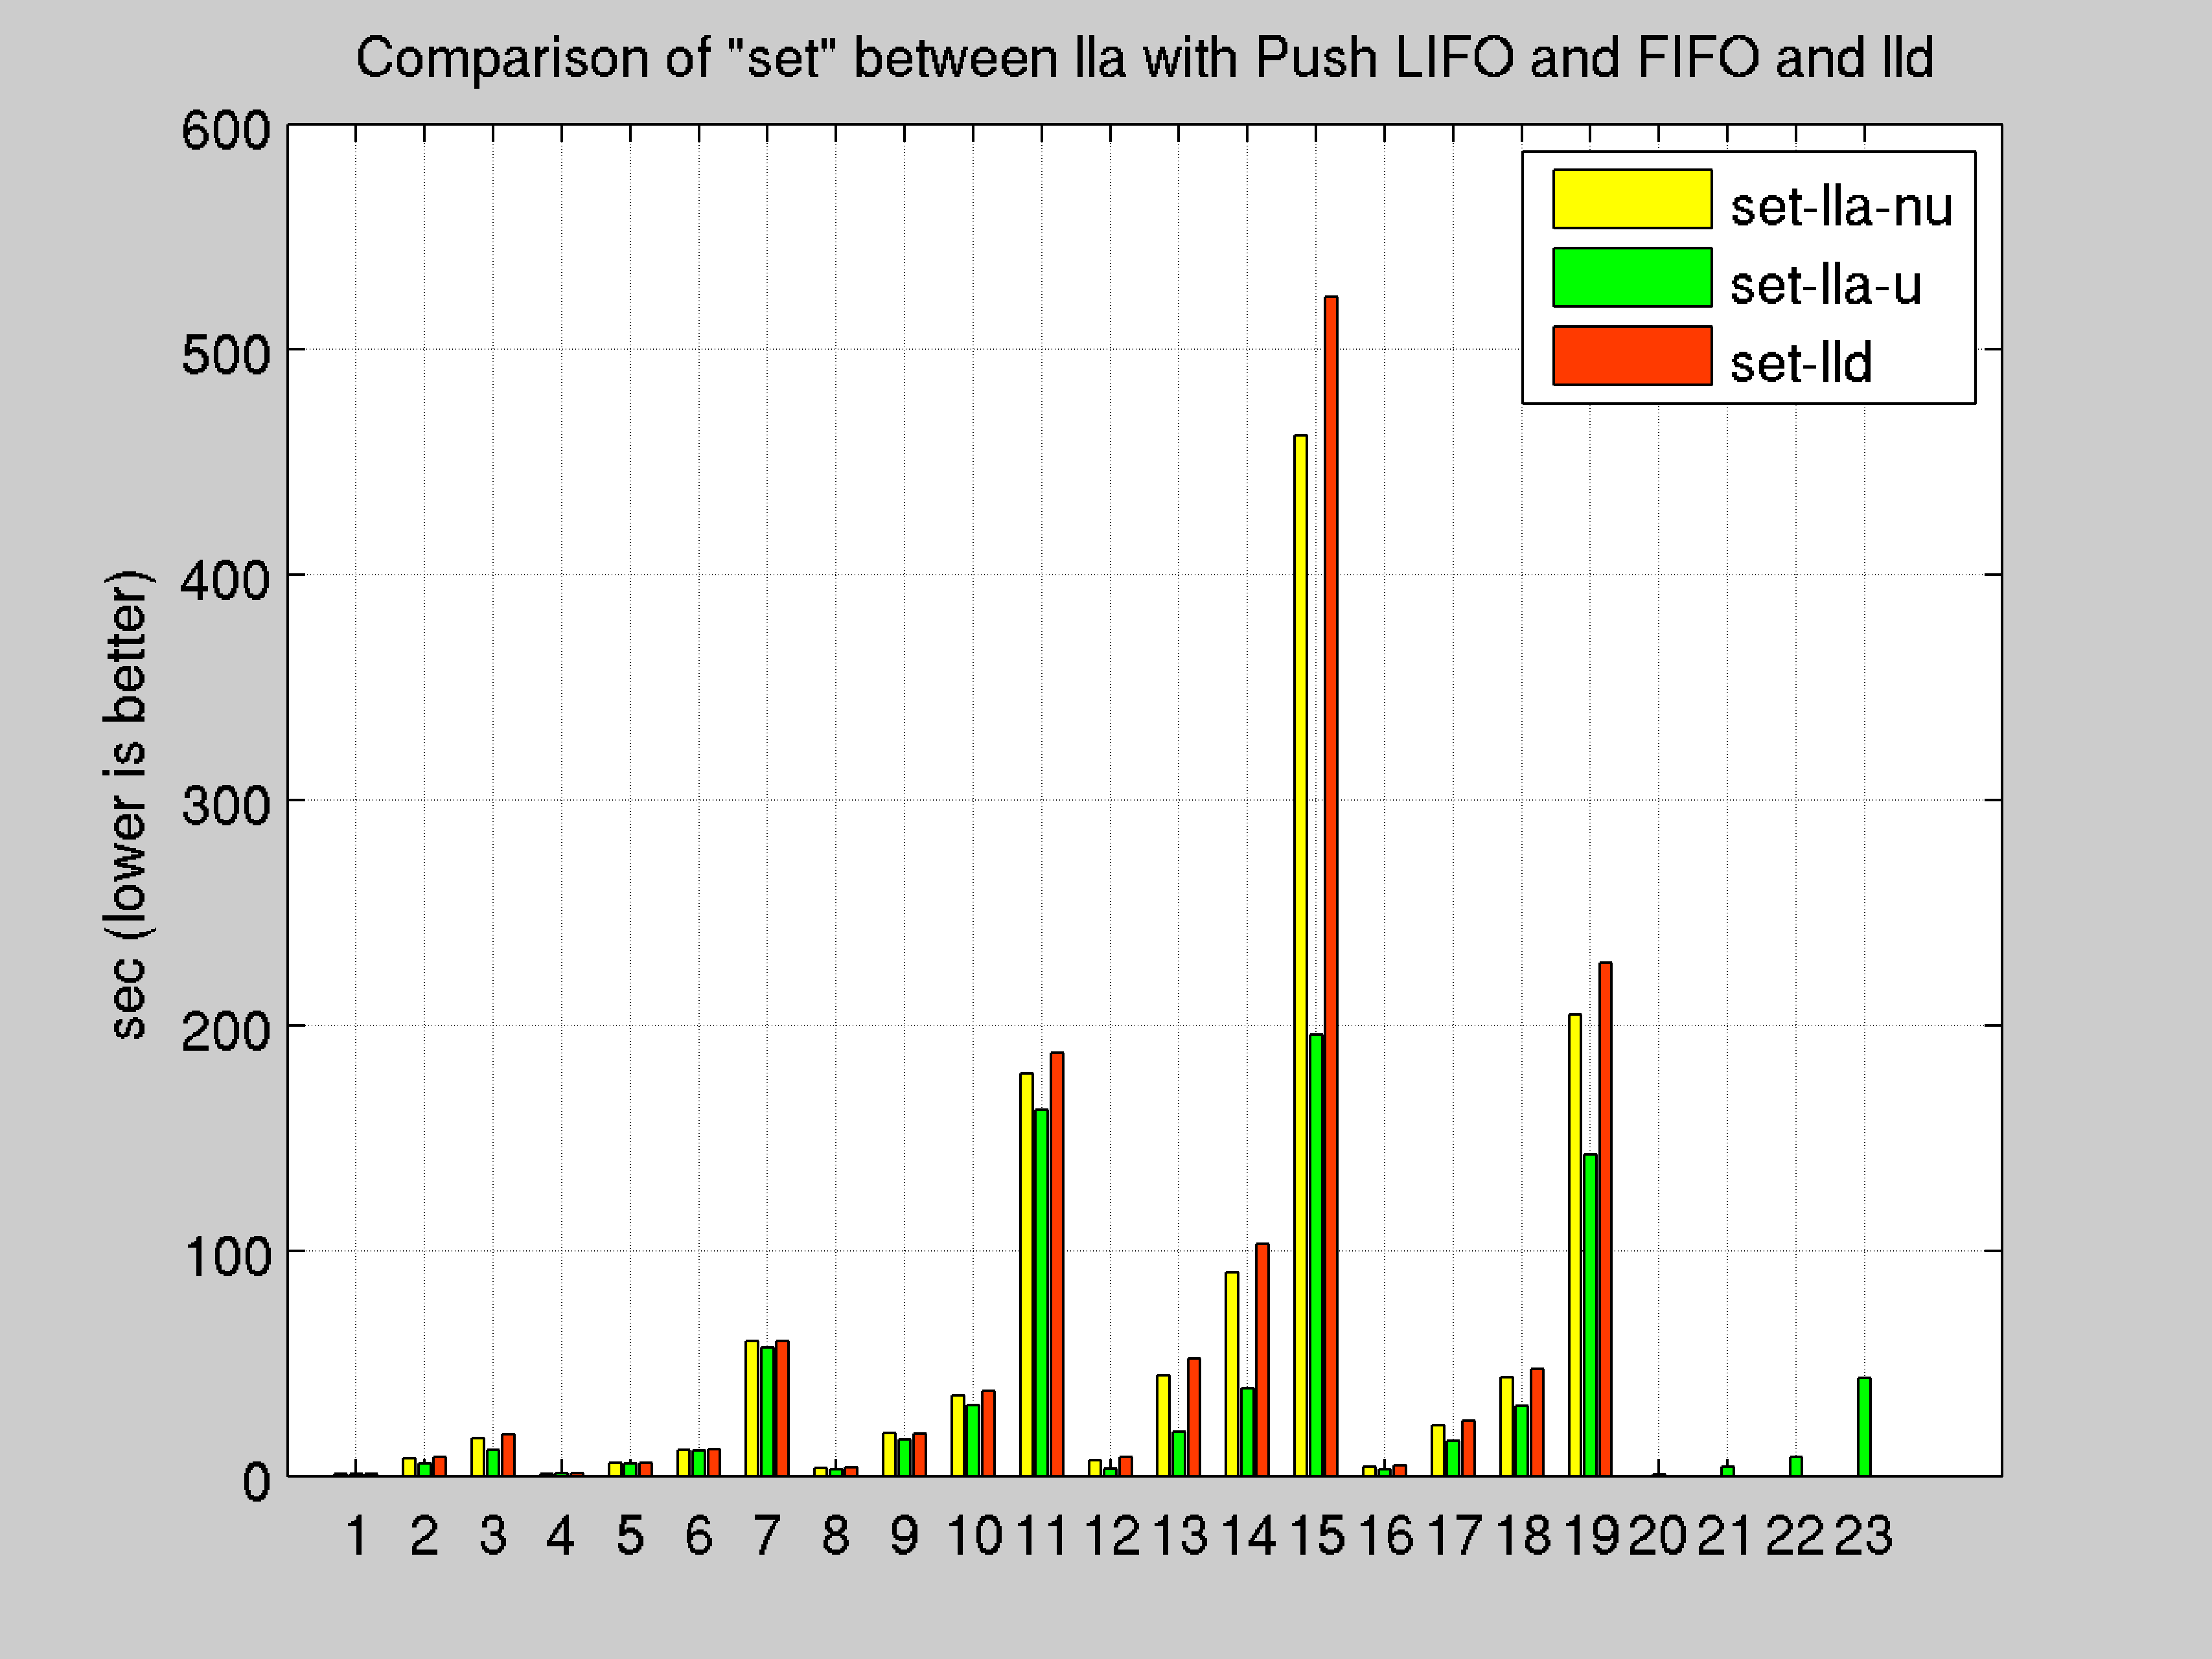 Comparison of "set" between lla with Push LIFO and FIFO and lld
600
500
400
300
200
100
0
sec (lower is better)
set-lla-nu
set-lla-u
set-lld
1 2 3 4 5 6 7 8 9 10 11 12 13 14 15 16 17 18 19 20 21 22 23